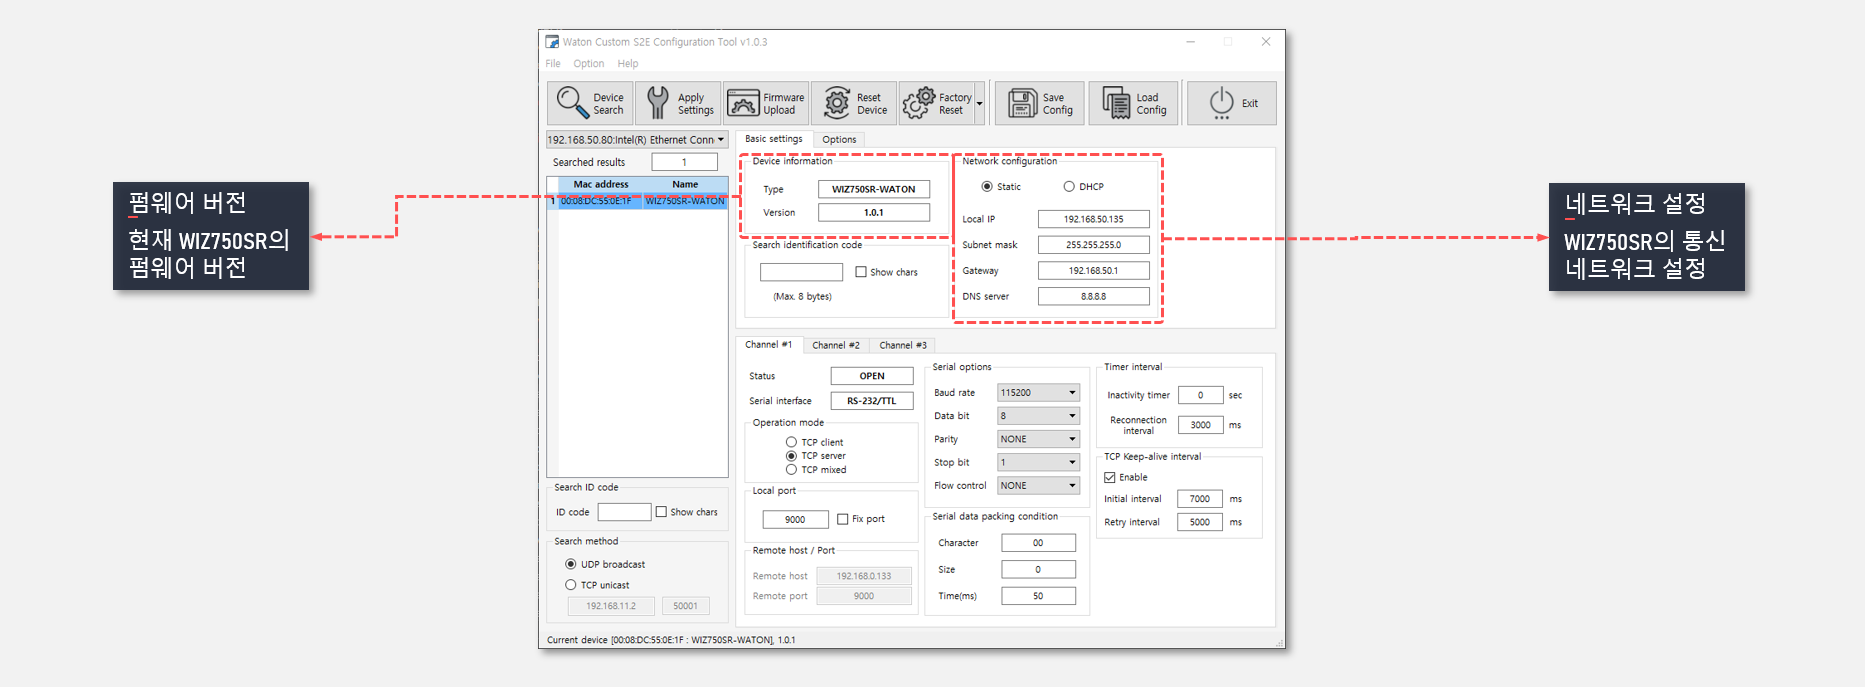 Waton Custom S2E Configuration Tool v1.0.3
File Option Help
Device Search
Apply Settings
Firmware Upload
Reset Device
Factory Reset
Save Config
Load Config
Exit
192.168.50.80:Intel(R) Ethernet Conn
Searched results 1
Mac address Name
1 00:08:DC:55:0E:1F WIZ750SR-WATON
Search ID code
ID code Show chars
Search method
UDP broadcast
TCP unicast
192.168.11.2 50001
Basic settings Options
Device information
Type WIZ750SR-WATON
Version 1.0.1
Search identification code
Show chars
(Max. 8 bytes)
Network configuration
Static DHCP
Local IP 192.168.50.135
Subnet mask 255.255.255.0
Gateway 192.168.50.1
DNS server 8.8.8.8
Channel #1 Channel #2 Channel #3
Status OPEN
Serial interface RS-232/TTL
Operation mode
TCP client
TCP server
TCP mixed
Local port
9000 Fix port
Remote host / Port
Remote host 192.168.0.133
Remote port 9000
Serial options
Baud rate 115200
Data bit 8
Parity NONE
Stop bit 1
Flow control NONE
Serial data packing condition
Character 00
Size 0
Time(ms) 50
Timer interval
Inactivity timer 0 sec
Reconnection interval 3000 ms
TCP Keep-alive interval
Enable
Initial interval 7000 ms
Retry interval 5000 ms
Current device [00:08:DC:55:0E:1F : WIZ750SR-WATON], 1.0.1
펌웨어 버전
현재 WIZ750SR의
펌웨어 버전
네트워크 설정
WIZ750SR의 통신
네트워크 설정